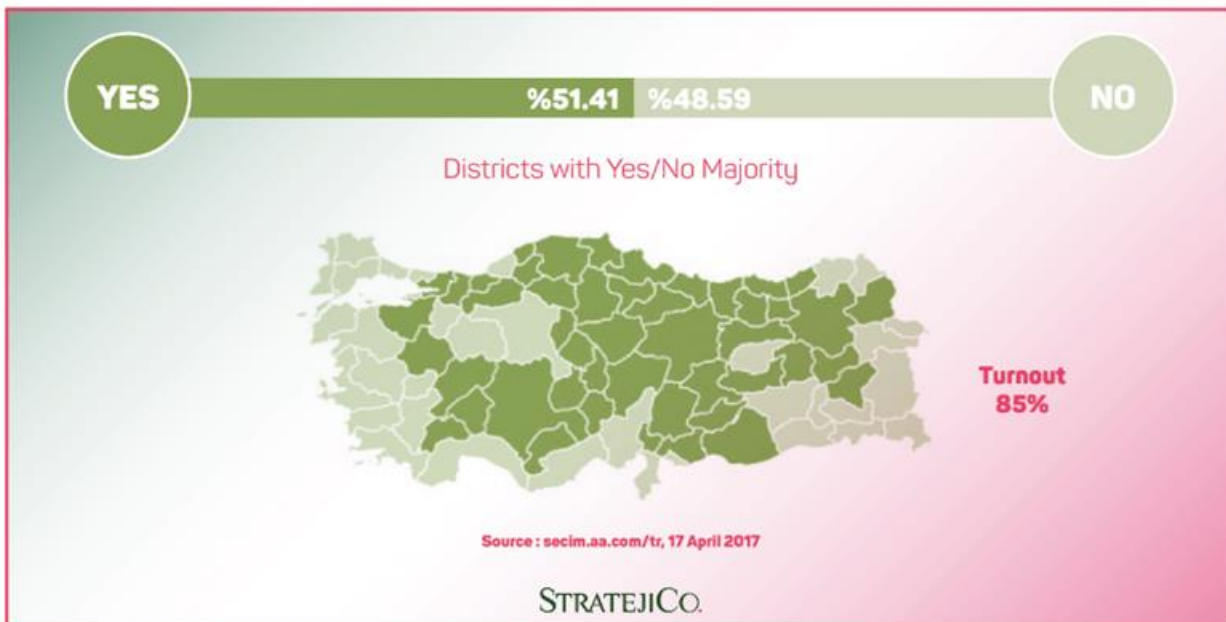 YES
%51.41
%48.59
NO
Districts with Yes/No Majority
Turnout
85%
Source : secim.aa.com/tr, 17 April 2017
STRATEJICO.